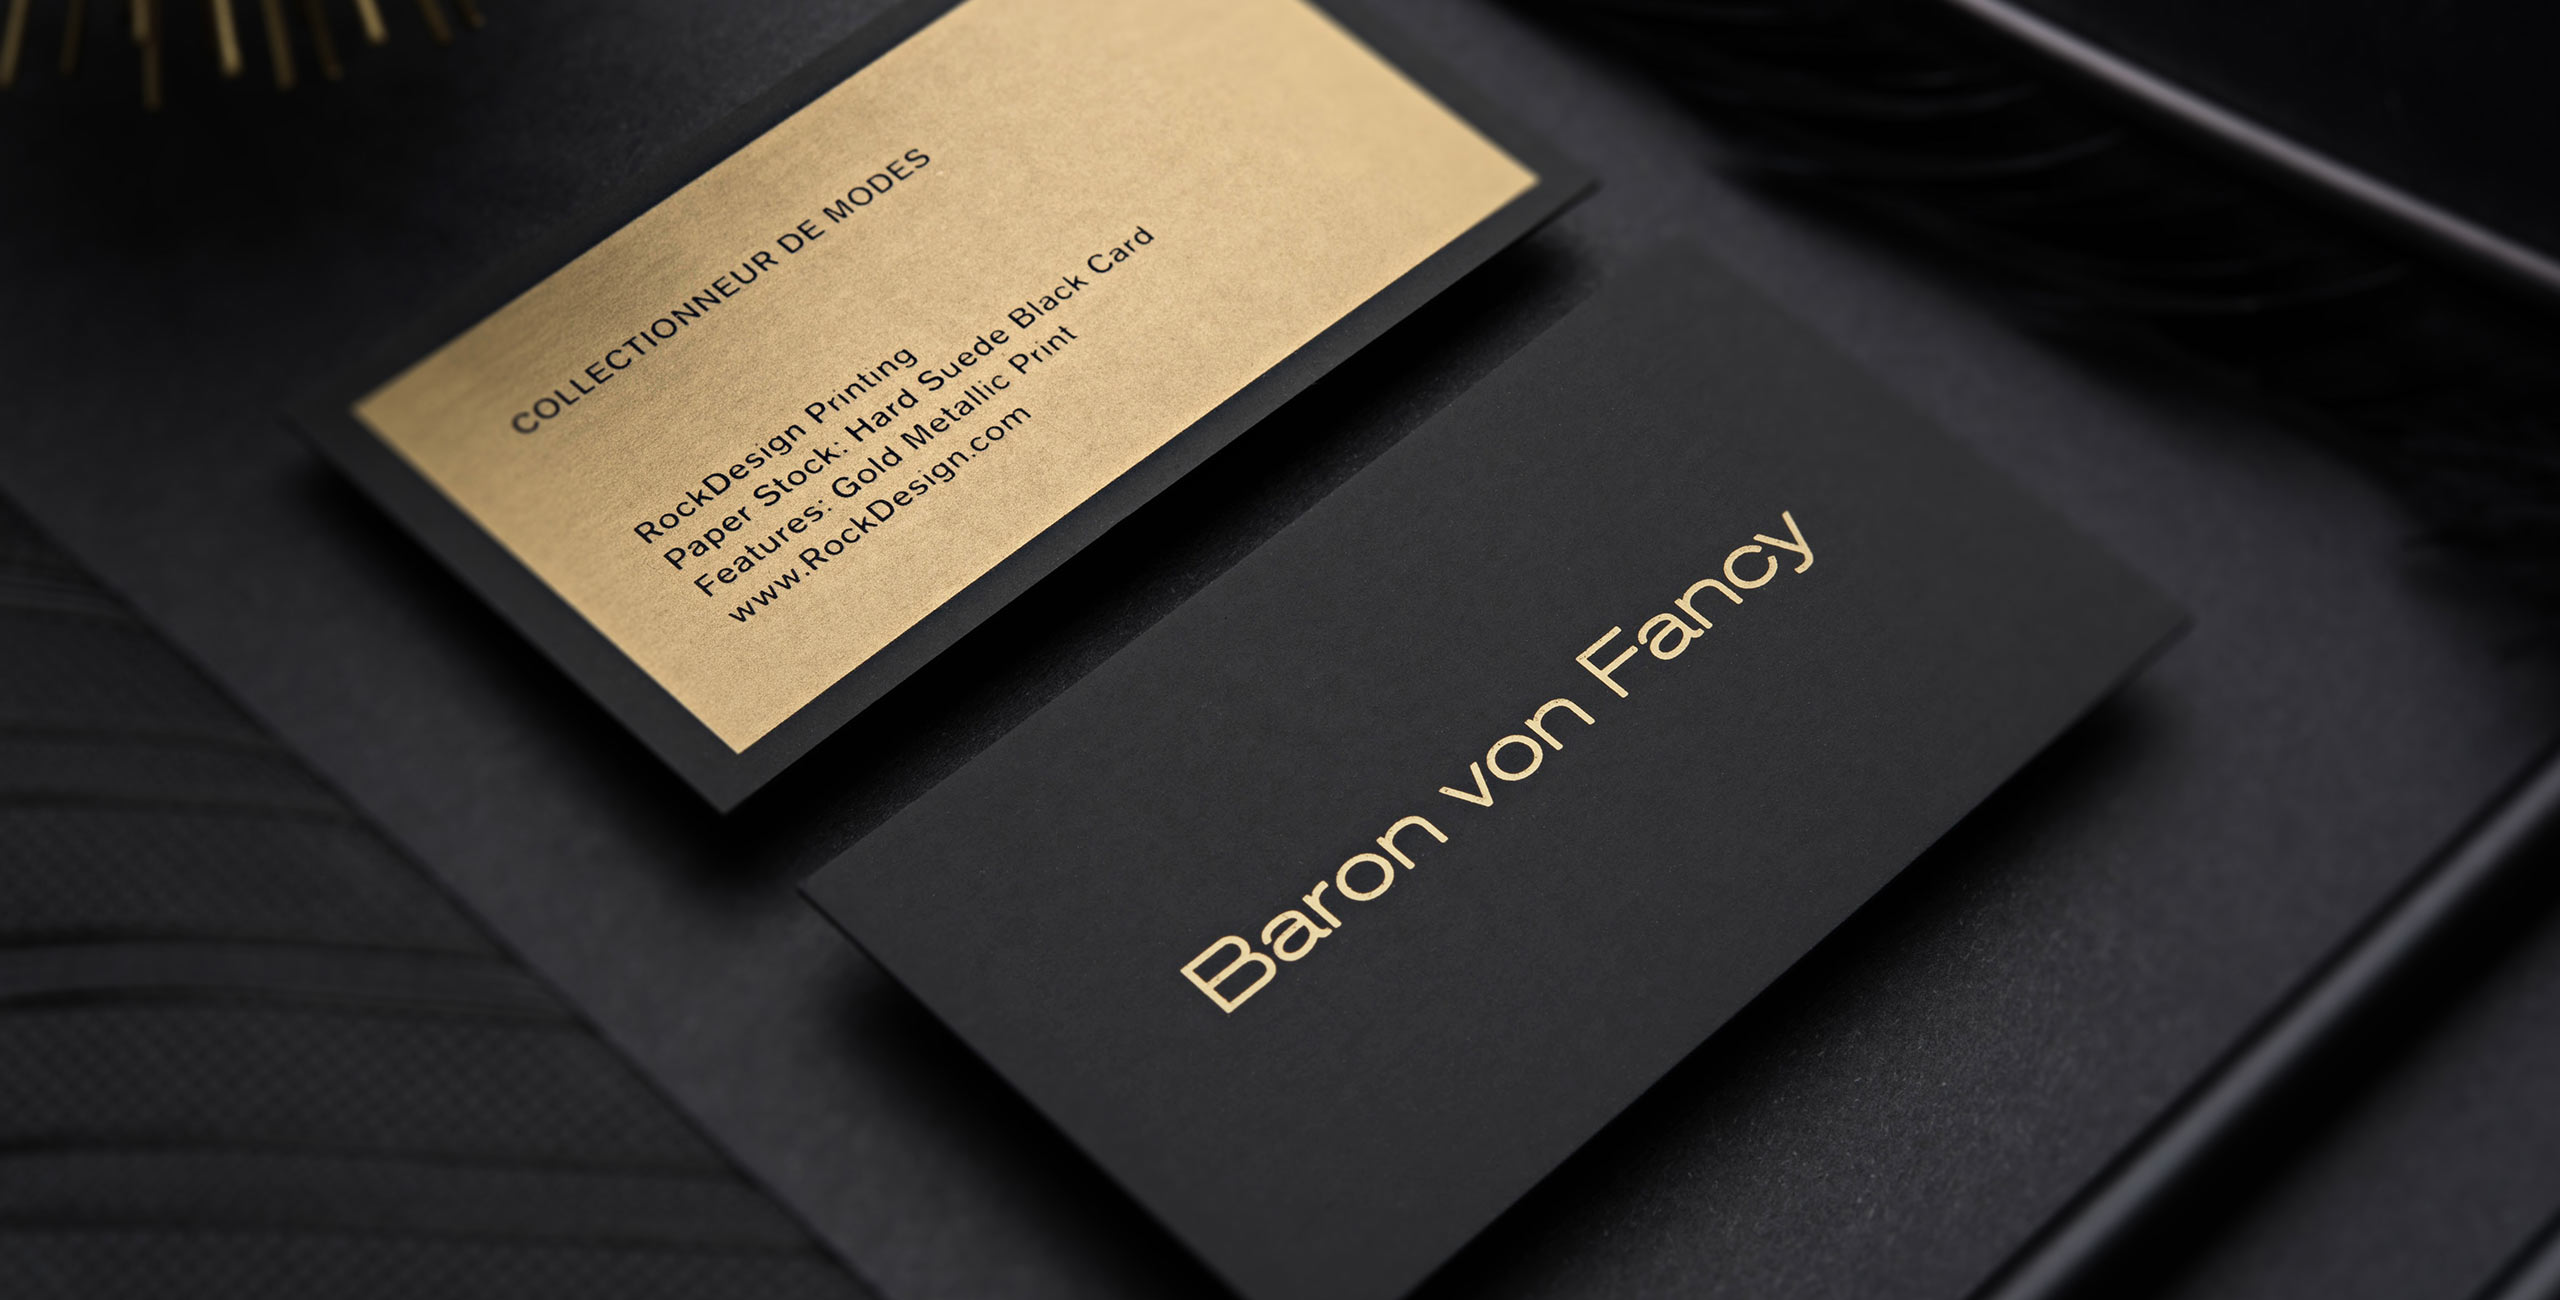 COLLECTIONNEUR DE MODES
RockDesign Printing
Paper Stock: Hard Suede Black Card
Features: Gold Metallic Print
www.RockDesign.com
Baron von Fancy